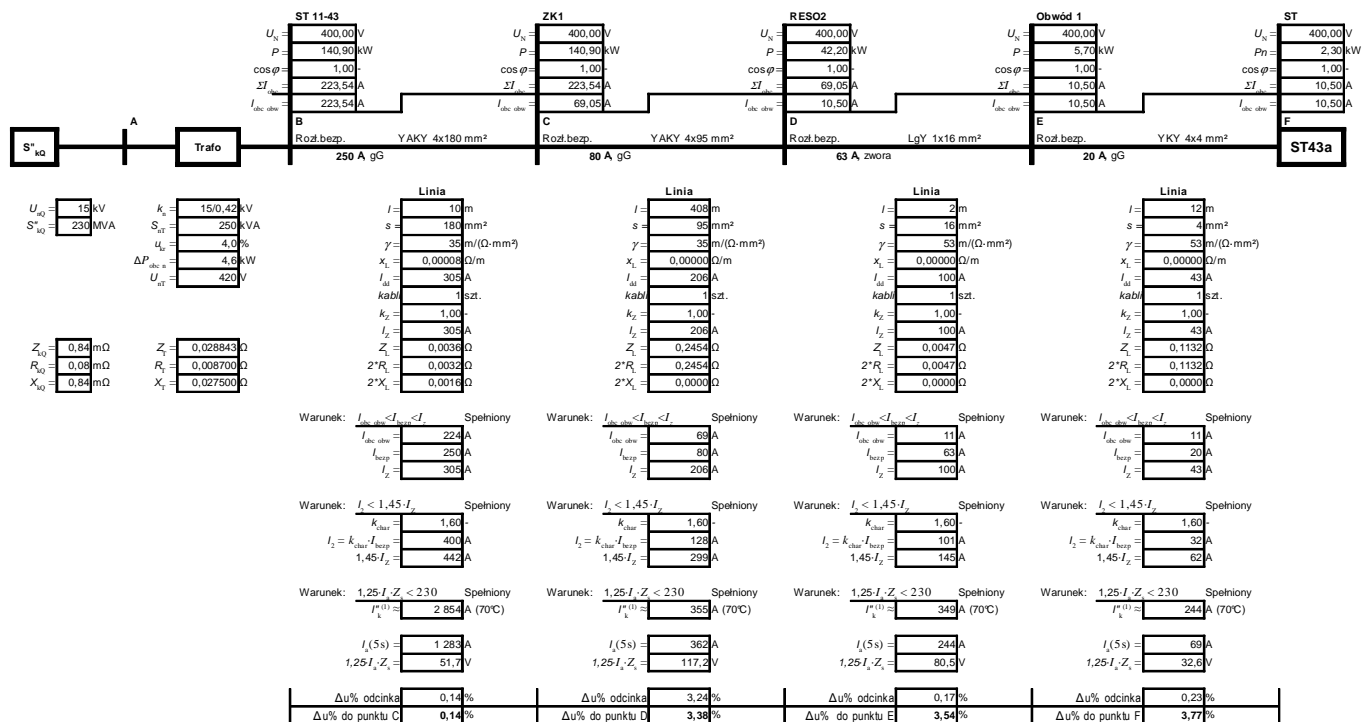 ST 11-43 ZK1 RESO2 Obwód 1 ST
U_N = 400,00 V U_N = 400,00 V U_N = 400,00 V U_N = 400,00 V U_N = 400,00 V
P = 140,90 kW P = 140,90 kW P = 42,20 kW P = 5,70 kW Pn = 2,30 kW
cosφ = 1,00 - cosφ = 1,00 - cosφ = 1,00 - cosφ = 1,00 - cosφ = 1,00 -
ΣI_obc = 223,54 A ΣI_obc = 223,54 A ΣI_obc = 69,05 A ΣI_obc = 10,50 A ΣI_obc = 10,50 A
I_obc obw = 223,54 A I_obc obw = 69,05 A I_obc obw = 10,50 A I_obc obw = 10,50 A I_obc obw = 10,50 A
A B C D E F
S"_kQ Trafo Rozł.bezp. YAKY 4x180 mm² Rozł.bezp. YAKY 4x95 mm² Rozł.bezp. LgY 1x16 mm² Rozł.bezp. YKY 4x4 mm² ST43a
250 A, gG 80 A, gG 63 A, zwora 20 A, gG
Linia Linia Linia Linia
U_nQ = 15 kV k_n = 15/0,42 kV l = 10 m l = 408 m l = 2 m l = 12 m
S"_kQ = 230 MVA S_nT = 250 kVA s = 180 mm² s = 95 mm² s = 16 mm² s = 4 mm²
u_kr = 4,0 % γ = 35 m/(Ω·mm²) γ = 35 m/(Ω·mm²) γ = 53 m/(Ω·mm²) γ = 53 m/(Ω·mm²)
ΔP_obc n = 4,6 kW x_L = 0,00008 Ω/m x_L = 0,00000 Ω/m x_L = 0,00000 Ω/m x_L = 0,00000 Ω/m
U_nT = 420 V I_dd = 305 A I_dd = 206 A I_dd = 100 A I_dd = 43 A
kabli 1 szt. kabli 1 szt. kabli 1 szt. kabli 1 szt.
k_Z = 1,00 - k_Z = 1,00 - k_Z = 1,00 - k_Z = 1,00 -
I_Z = 305 A I_Z = 206 A I_Z = 100 A I_Z = 43 A
Z_kQ = 0,84 mΩ Z_T = 0,028843 Ω Z_L = 0,0036 Ω Z_L = 0,2454 Ω Z_L = 0,0047 Ω Z_L = 0,1132 Ω
R_kQ = 0,08 mΩ R_T = 0,008700 Ω 2*R_L = 0,0032 Ω 2*R_L = 0,2454 Ω 2*R_L = 0,0047 Ω 2*R_L = 0,1132 Ω
X_kQ = 0,84 mΩ X_T = 0,027500 Ω 2*X_L = 0,0016 Ω 2*X_L = 0,0000 Ω 2*X_L = 0,0000 Ω 2*X_L = 0,0000 Ω
Warunek: I_obc obw<I_bezp<I_z Spełniony Warunek: I_obc obw<I_bezp<I_z Spełniony Warunek: I_obc obw<I_bezp<I_z Spełniony Warunek: I_obc obw<I_bezp<I_z Spełniony
I_obc obw = 224 A I_obc obw = 69 A I_obc obw = 11 A I_obc obw = 11 A
I_bezp = 250 A I_bezp = 80 A I_bezp = 63 A I_bezp = 20 A
I_Z = 305 A I_Z = 206 A I_Z = 100 A I_Z = 43 A
Warunek: I_2 < 1,45·I_Z Spełniony Warunek: I_2 < 1,45·I_Z Spełniony Warunek: I_2 < 1,45·I_Z Spełniony Warunek: I_2 < 1,45·I_Z Spełniony
k_char = 1,60 - k_char = 1,60 - k_char = 1,60 - k_char = 1,60 -
I_2 = k_char·I_bezp = 400 A I_2 = k_char·I_bezp = 128 A I_2 = k_char·I_bezp = 101 A I_2 = k_char·I_bezp = 32 A
1,45·I_Z = 442 A 1,45·I_Z = 299 A 1,45·I_Z = 145 A 1,45·I_Z = 62 A
Warunek: 1,25·I_a·Z_s < 230 Spełniony Warunek: 1,25·I_a·Z_s < 230 Spełniony Warunek: 1,25·I_a·Z_s < 230 Spełniony Warunek: 1,25·I_a·Z_s < 230 Spełniony
I"_k^(1) ≈ 2 854 A (70°C) I"_k^(1) ≈ 355 A (70°C) I"_k^(1) ≈ 349 A (70°C) I"_k^(1) ≈ 244 A (70°C)
I_a(5s) = 1 283 A I_a(5s) = 362 A I_a(5s) = 244 A I_a(5s) = 69 A
1,25·I_a·Z_s = 51,7 V 1,25·I_a·Z_s = 117,2 V 1,25·I_a·Z_s = 80,5 V 1,25·I_a·Z_s = 32,6 V
Δu% odcinka 0,14 % Δu% odcinka 3,24 % Δu% odcinka 0,17 % Δu% odcinka 0,23 %
Δu% do punktu C 0,14 % Δu% do punktu D 3,38 % Δu% do punktu E 3,54 % Δu% do punktu F 3,77 %